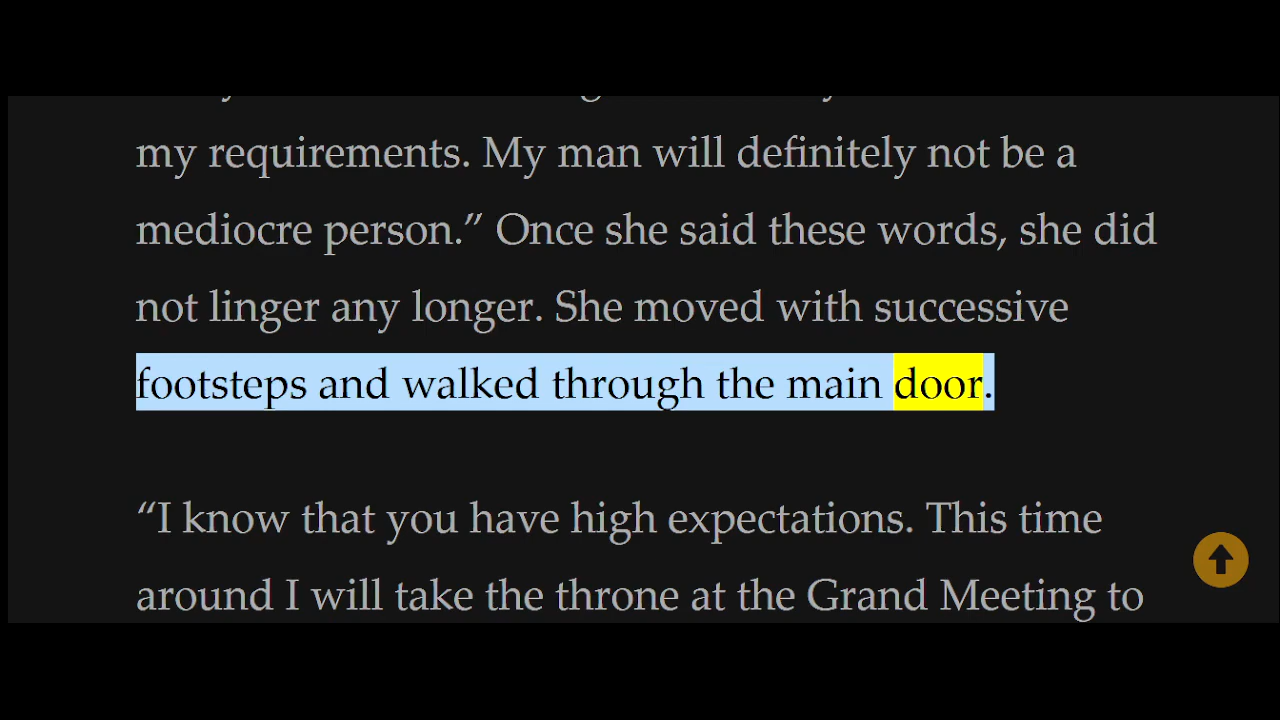 my requirements. My man will definitely not be a
mediocre person.” Once she said these words, she did
not linger any longer. She moved with successive
footsteps and walked through the main door.
“I know that you have high expectations. This time
around I will take the throne at the Grand Meeting to